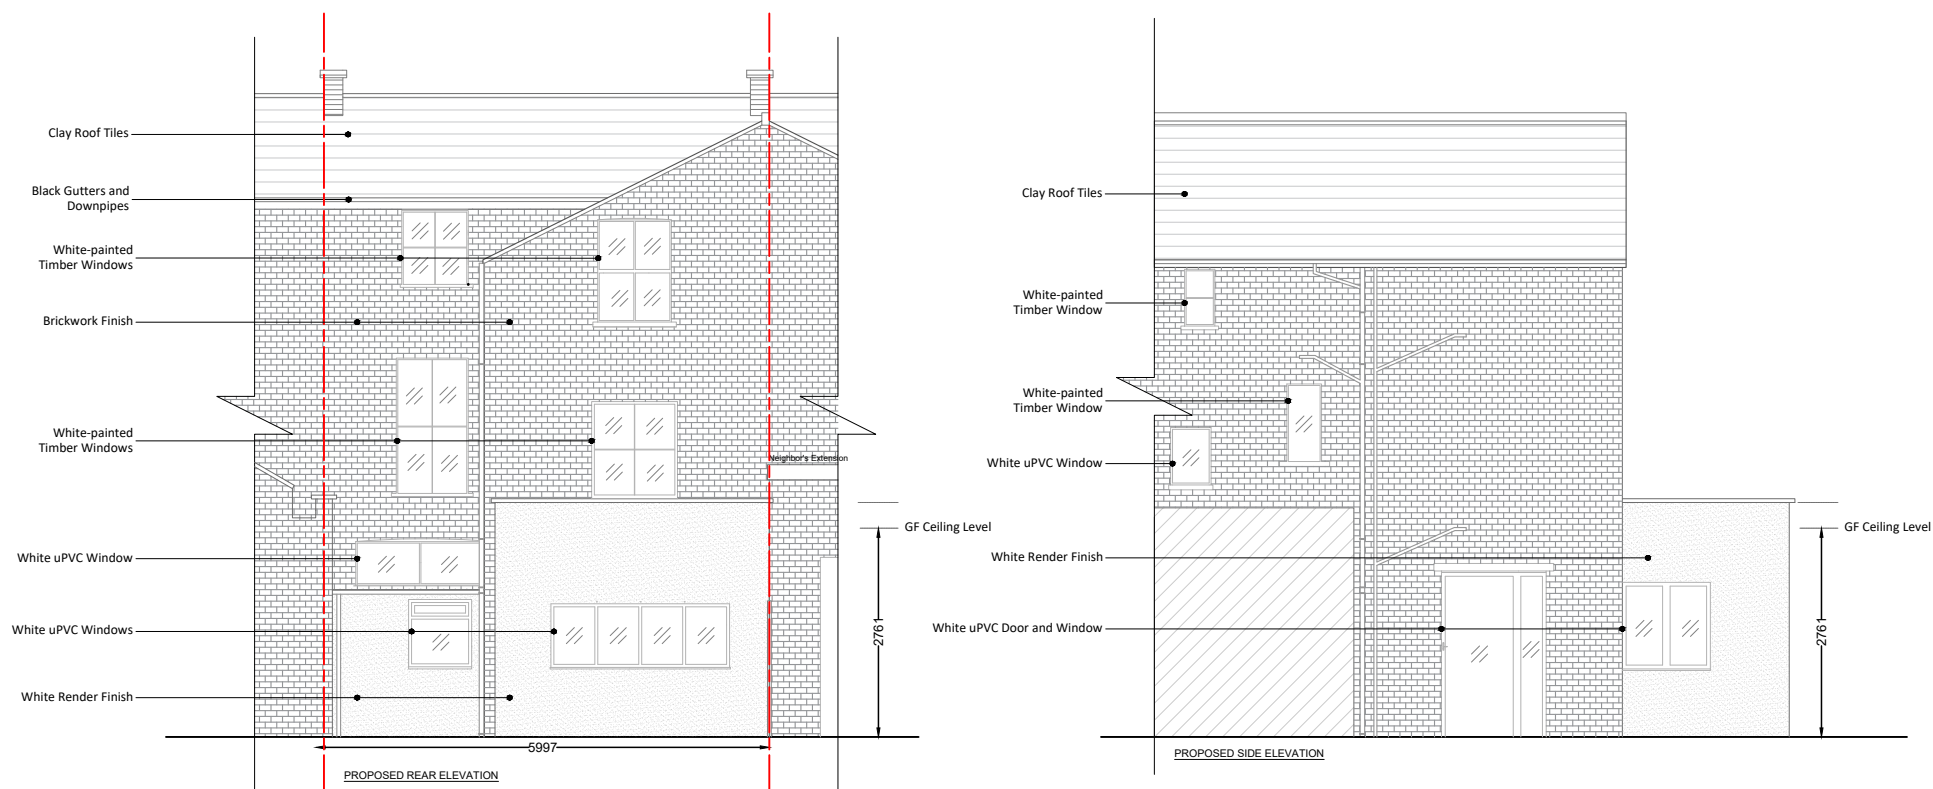 Clay Roof Tiles
Black Gutters and
Downpipes
White-painted
Timber Windows
Brickwork Finish
White-painted
Timber Windows
Neighbor's Extension
White uPVC Window
GF Ceiling Level
White uPVC Windows
2761
White Render Finish
5997
PROPOSED REAR ELEVATION
Clay Roof Tiles
White-painted
Timber Window
White-painted
Timber Window
White uPVC Window
GF Ceiling Level
White Render Finish
White uPVC Door and Window
2761
PROPOSED SIDE ELEVATION